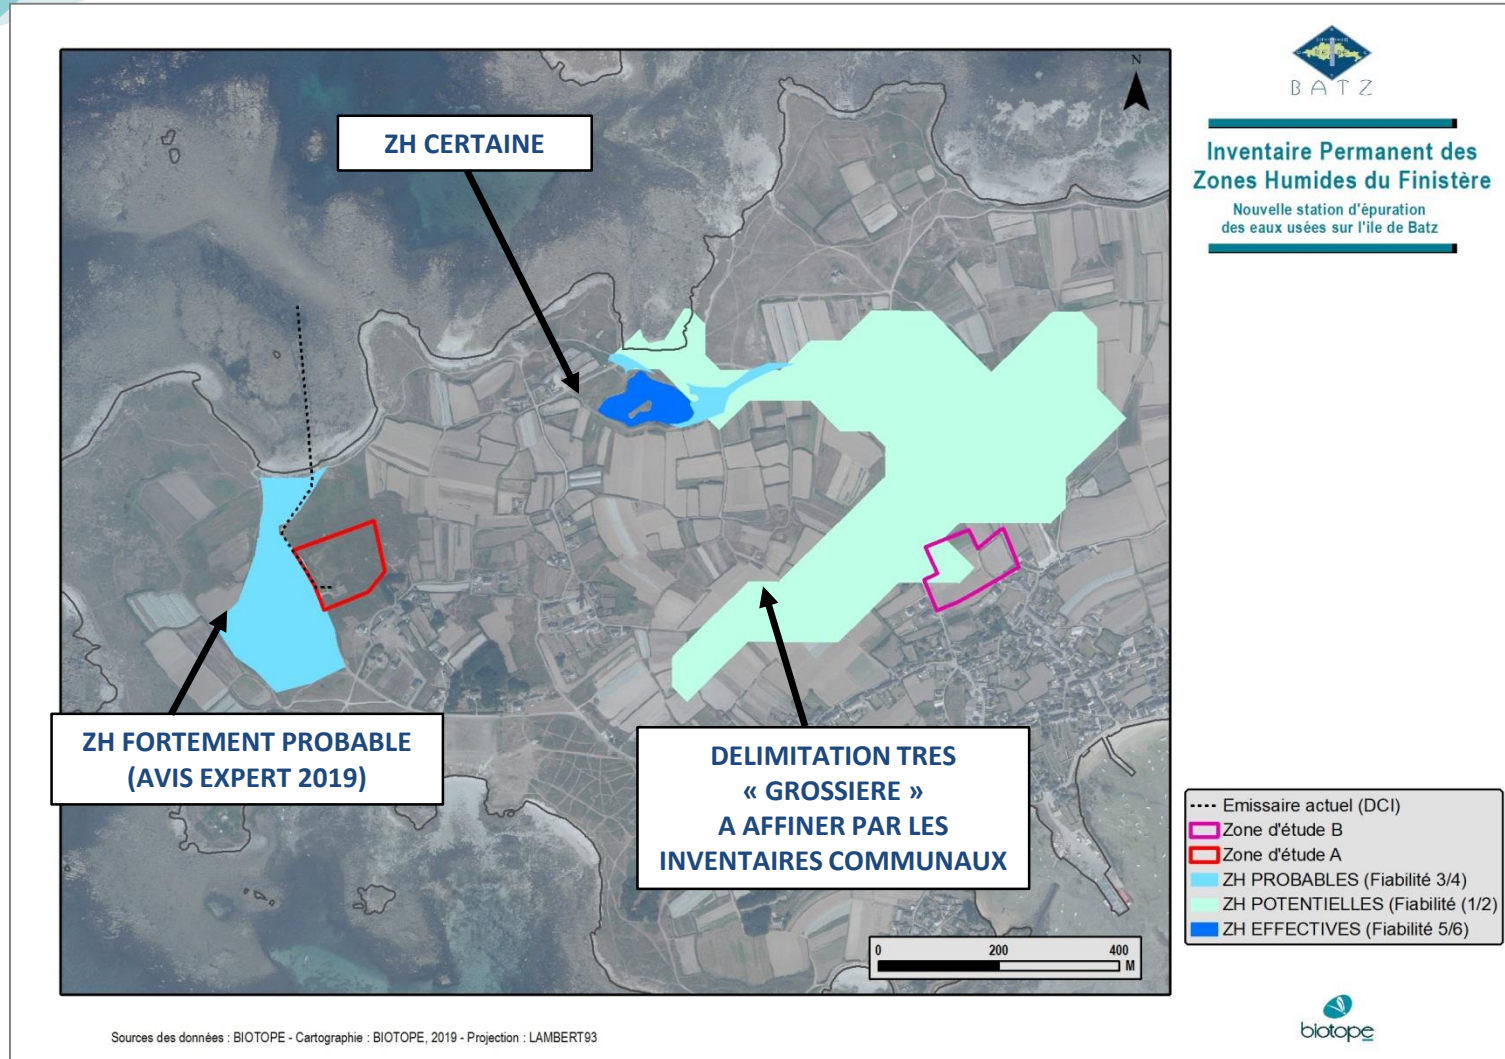 BATZ
Inventaire Permanent des
Zones Humides du Finistère
Nouvelle station d'épuration
des eaux usées sur l'ile de Batz
N
ZH CERTAINE
ZH FORTEMENT PROBABLE
(AVIS EXPERT 2019)
DELIMITATION TRES
« GROSSIERE »
A AFFINER PAR LES
INVENTAIRES COMMUNAUX
Emissaire actuel (DCI)
Zone d'étude B
Zone d'étude A
ZH PROBABLES (Fiabilité 3/4)
ZH POTENTIELLES (Fiabilité (1/2)
ZH EFFECTIVES (Fiabilité 5/6)
0 200 400
M
Sources des données : BIOTOPE - Cartographie : BIOTOPE, 2019 - Projection : LAMBERT93
biotope